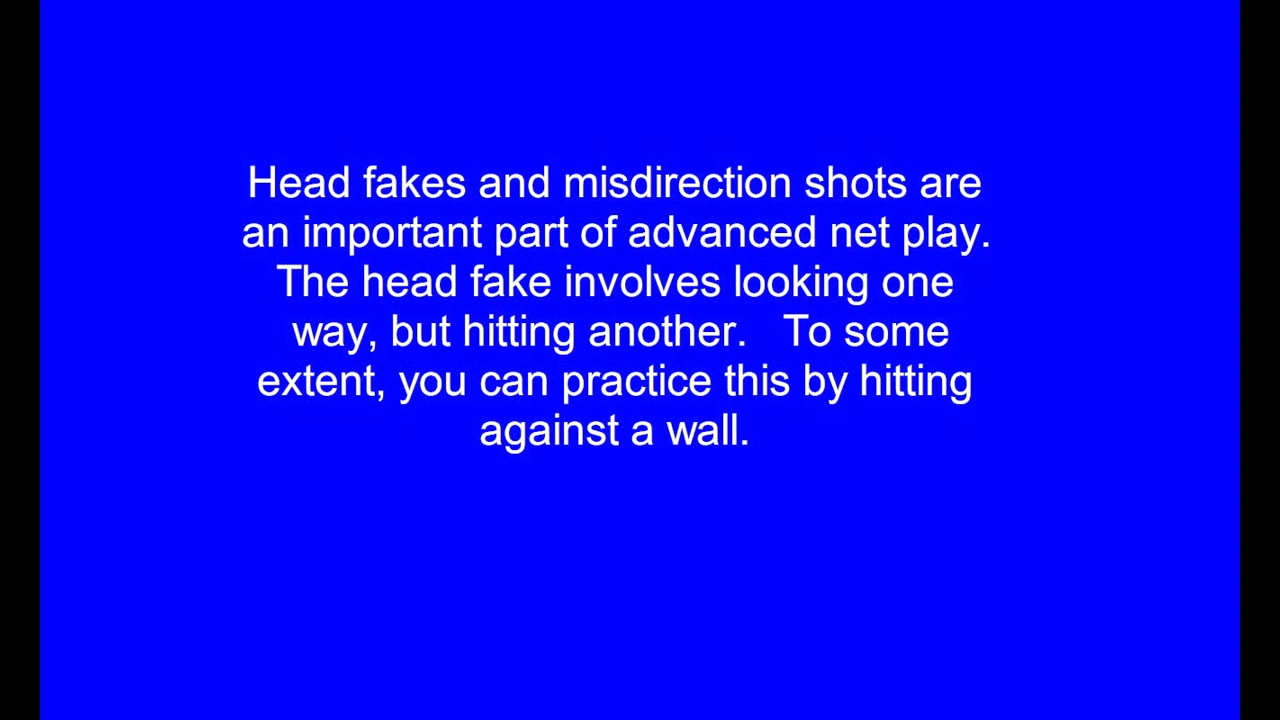 Head fakes and misdirection shots are
an important part of advanced net play.
The head fake involves looking one
way, but hitting another.   To some
extent, you can practice this by hitting
against a wall.